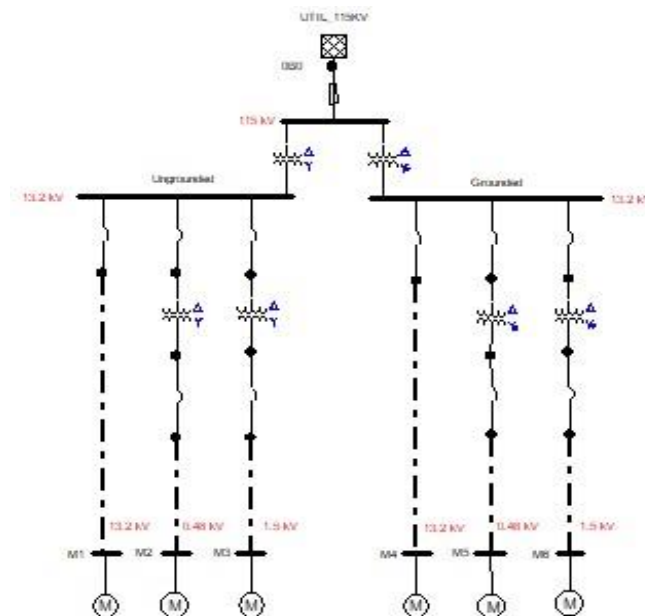 UTIL_115KV
115 kV
Δ
Y
Δ
Ungrounded
Grounded
13.2 kV
13.2 kV
Δ
Y
Δ
Y
Δ
Δ
13.2 kV
0.48 kV
1.5 kV
13.2 kV
0.48 kV
1.5 kV
M1
M2
M3
M4
M5
M6
M
M
M
M
M
M